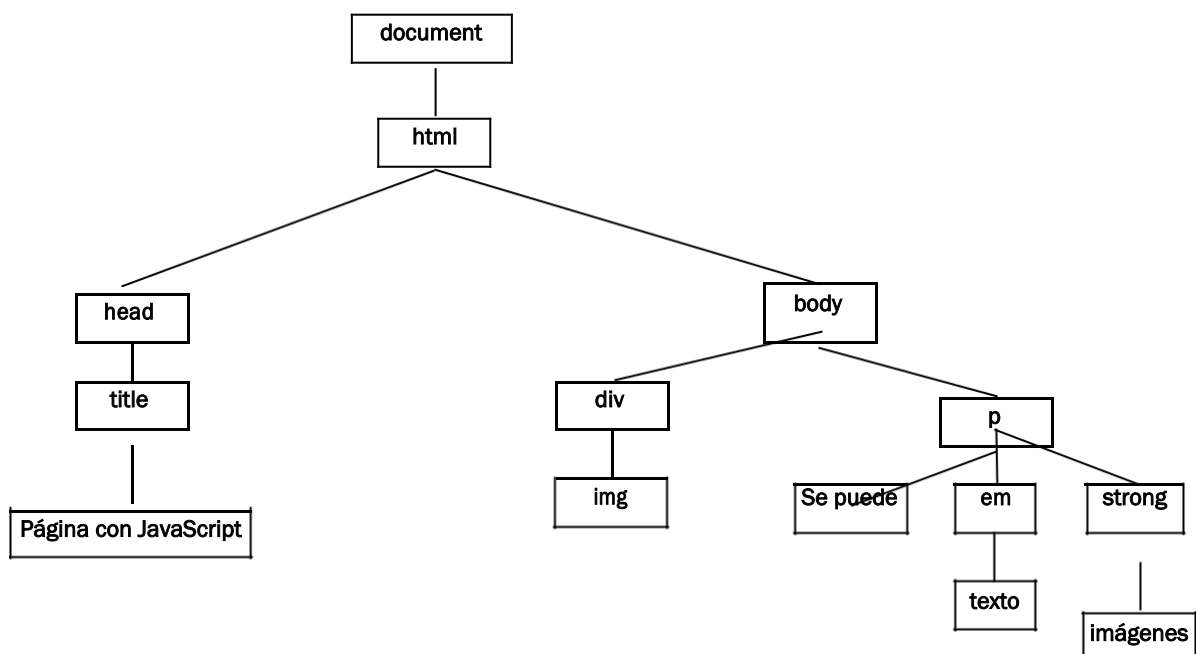 document
html
head
body
title
div
p
img
Se puede
em
strong
Página con JavaScript
texto
imágenes